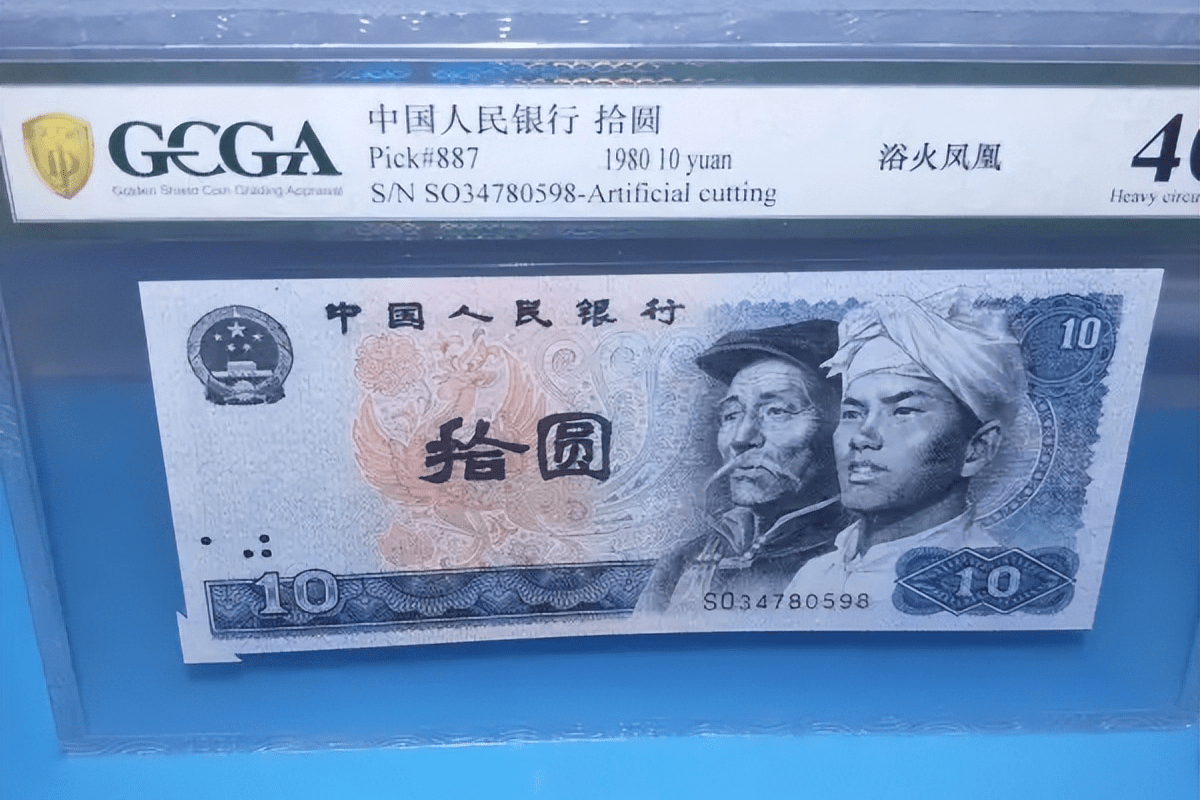 GCGA
Golden Shield Coin Grading Appraisal
中国人民银行 拾圆
Pick#887 1980 10 yuan
S/N SO34780598-Artificial cutting
浴火凤凰
Heavy
中国人民银行
10
拾圆
10
SO34780598
10